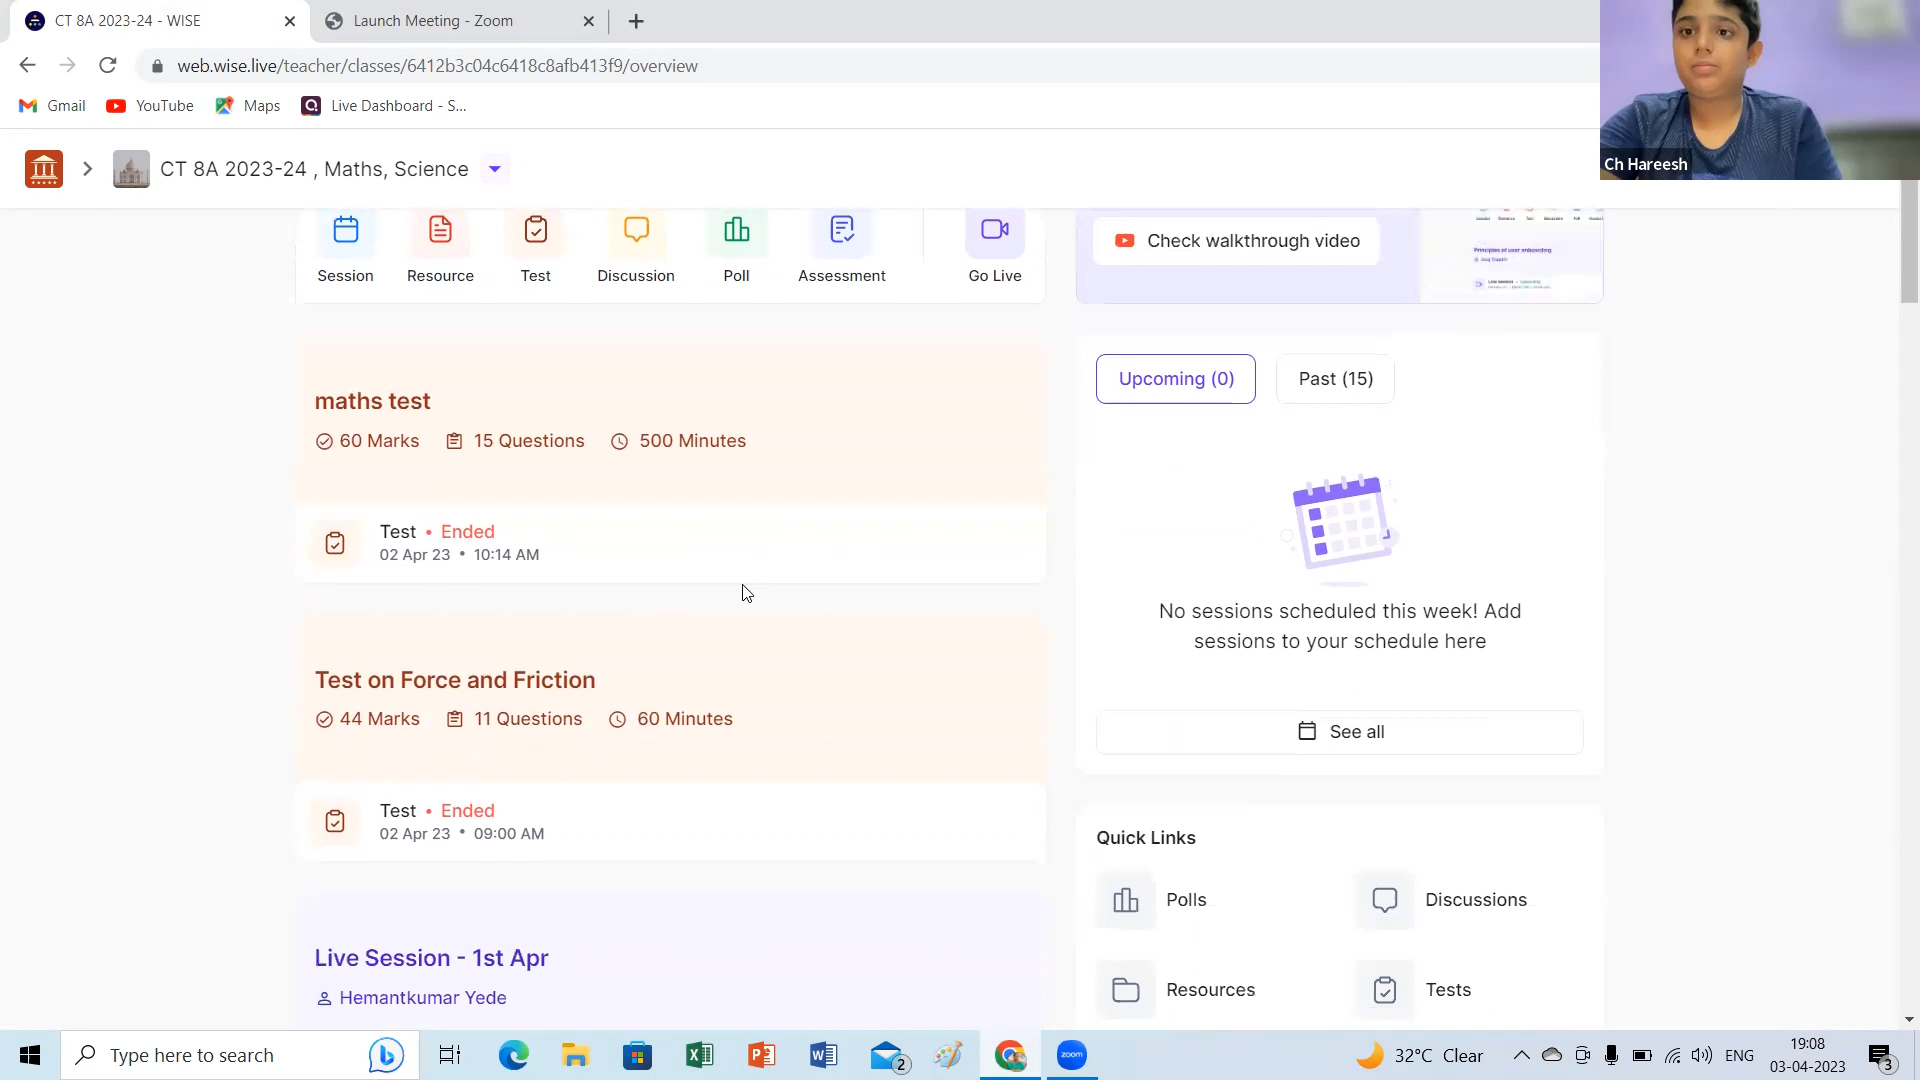 CT 8A 2023-24 - WISE
Launch Meeting - Zoom
web.wise.live/teacher/classes/6412b3c04c6418c8afb413f9/overview
Gmail
YouTube
Maps
Live Dashboard - S...
Ch Hareesh
CT 8A 2023-24 , Maths, Science
Session
Resource
Test
Discussion
Poll
Assessment
Go Live
Check walkthrough video
maths test
60 Marks
15 Questions
500 Minutes
Test • Ended
02 Apr 23 • 10:14 AM
Test on Force and Friction
44 Marks
11 Questions
60 Minutes
Test • Ended
02 Apr 23 • 09:00 AM
Live Session - 1st Apr
Hemantkumar Yede
Upcoming (0)
Past (15)
No sessions scheduled this week! Add
sessions to your schedule here
See all
Quick Links
Polls
Discussions
Resources
Tests
Type here to search
2
zoom
32°C Clear
ENG
19:08
03-04-2023
3